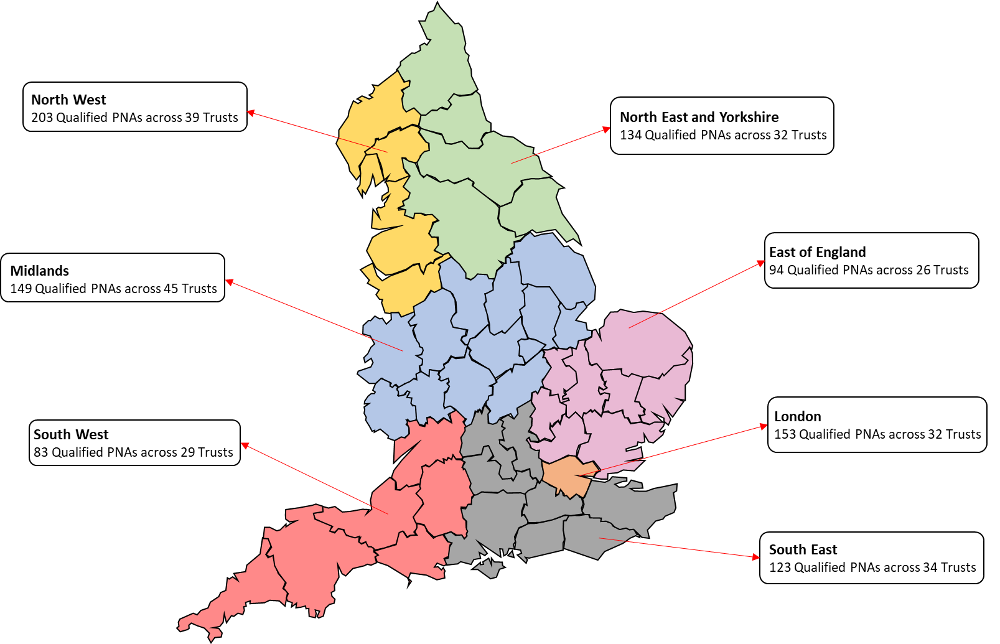 North West
203 Qualified PNAs across 39 Trusts
North East and Yorkshire
134 Qualified PNAs across 32 Trusts
Midlands
149 Qualified PNAs across 45 Trusts
East of England
94 Qualified PNAs across 26 Trusts
South West
83 Qualified PNAs across 29 Trusts
London
153 Qualified PNAs across 32 Trusts
South East
123 Qualified PNAs across 34 Trusts